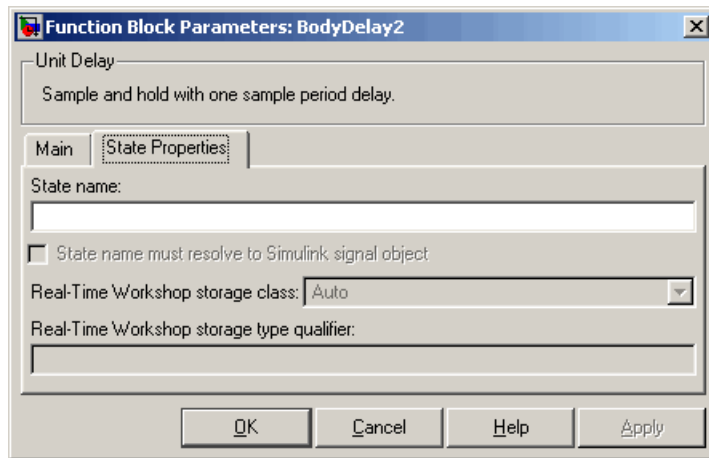 Function Block Parameters: BodyDelay2
Unit Delay
Sample and hold with one sample period delay.
Main State Properties
State name:
State name must resolve to Simulink signal object
Real-Time Workshop storage class: Auto
Real-Time Workshop storage type qualifier:
OK Cancel Help Apply